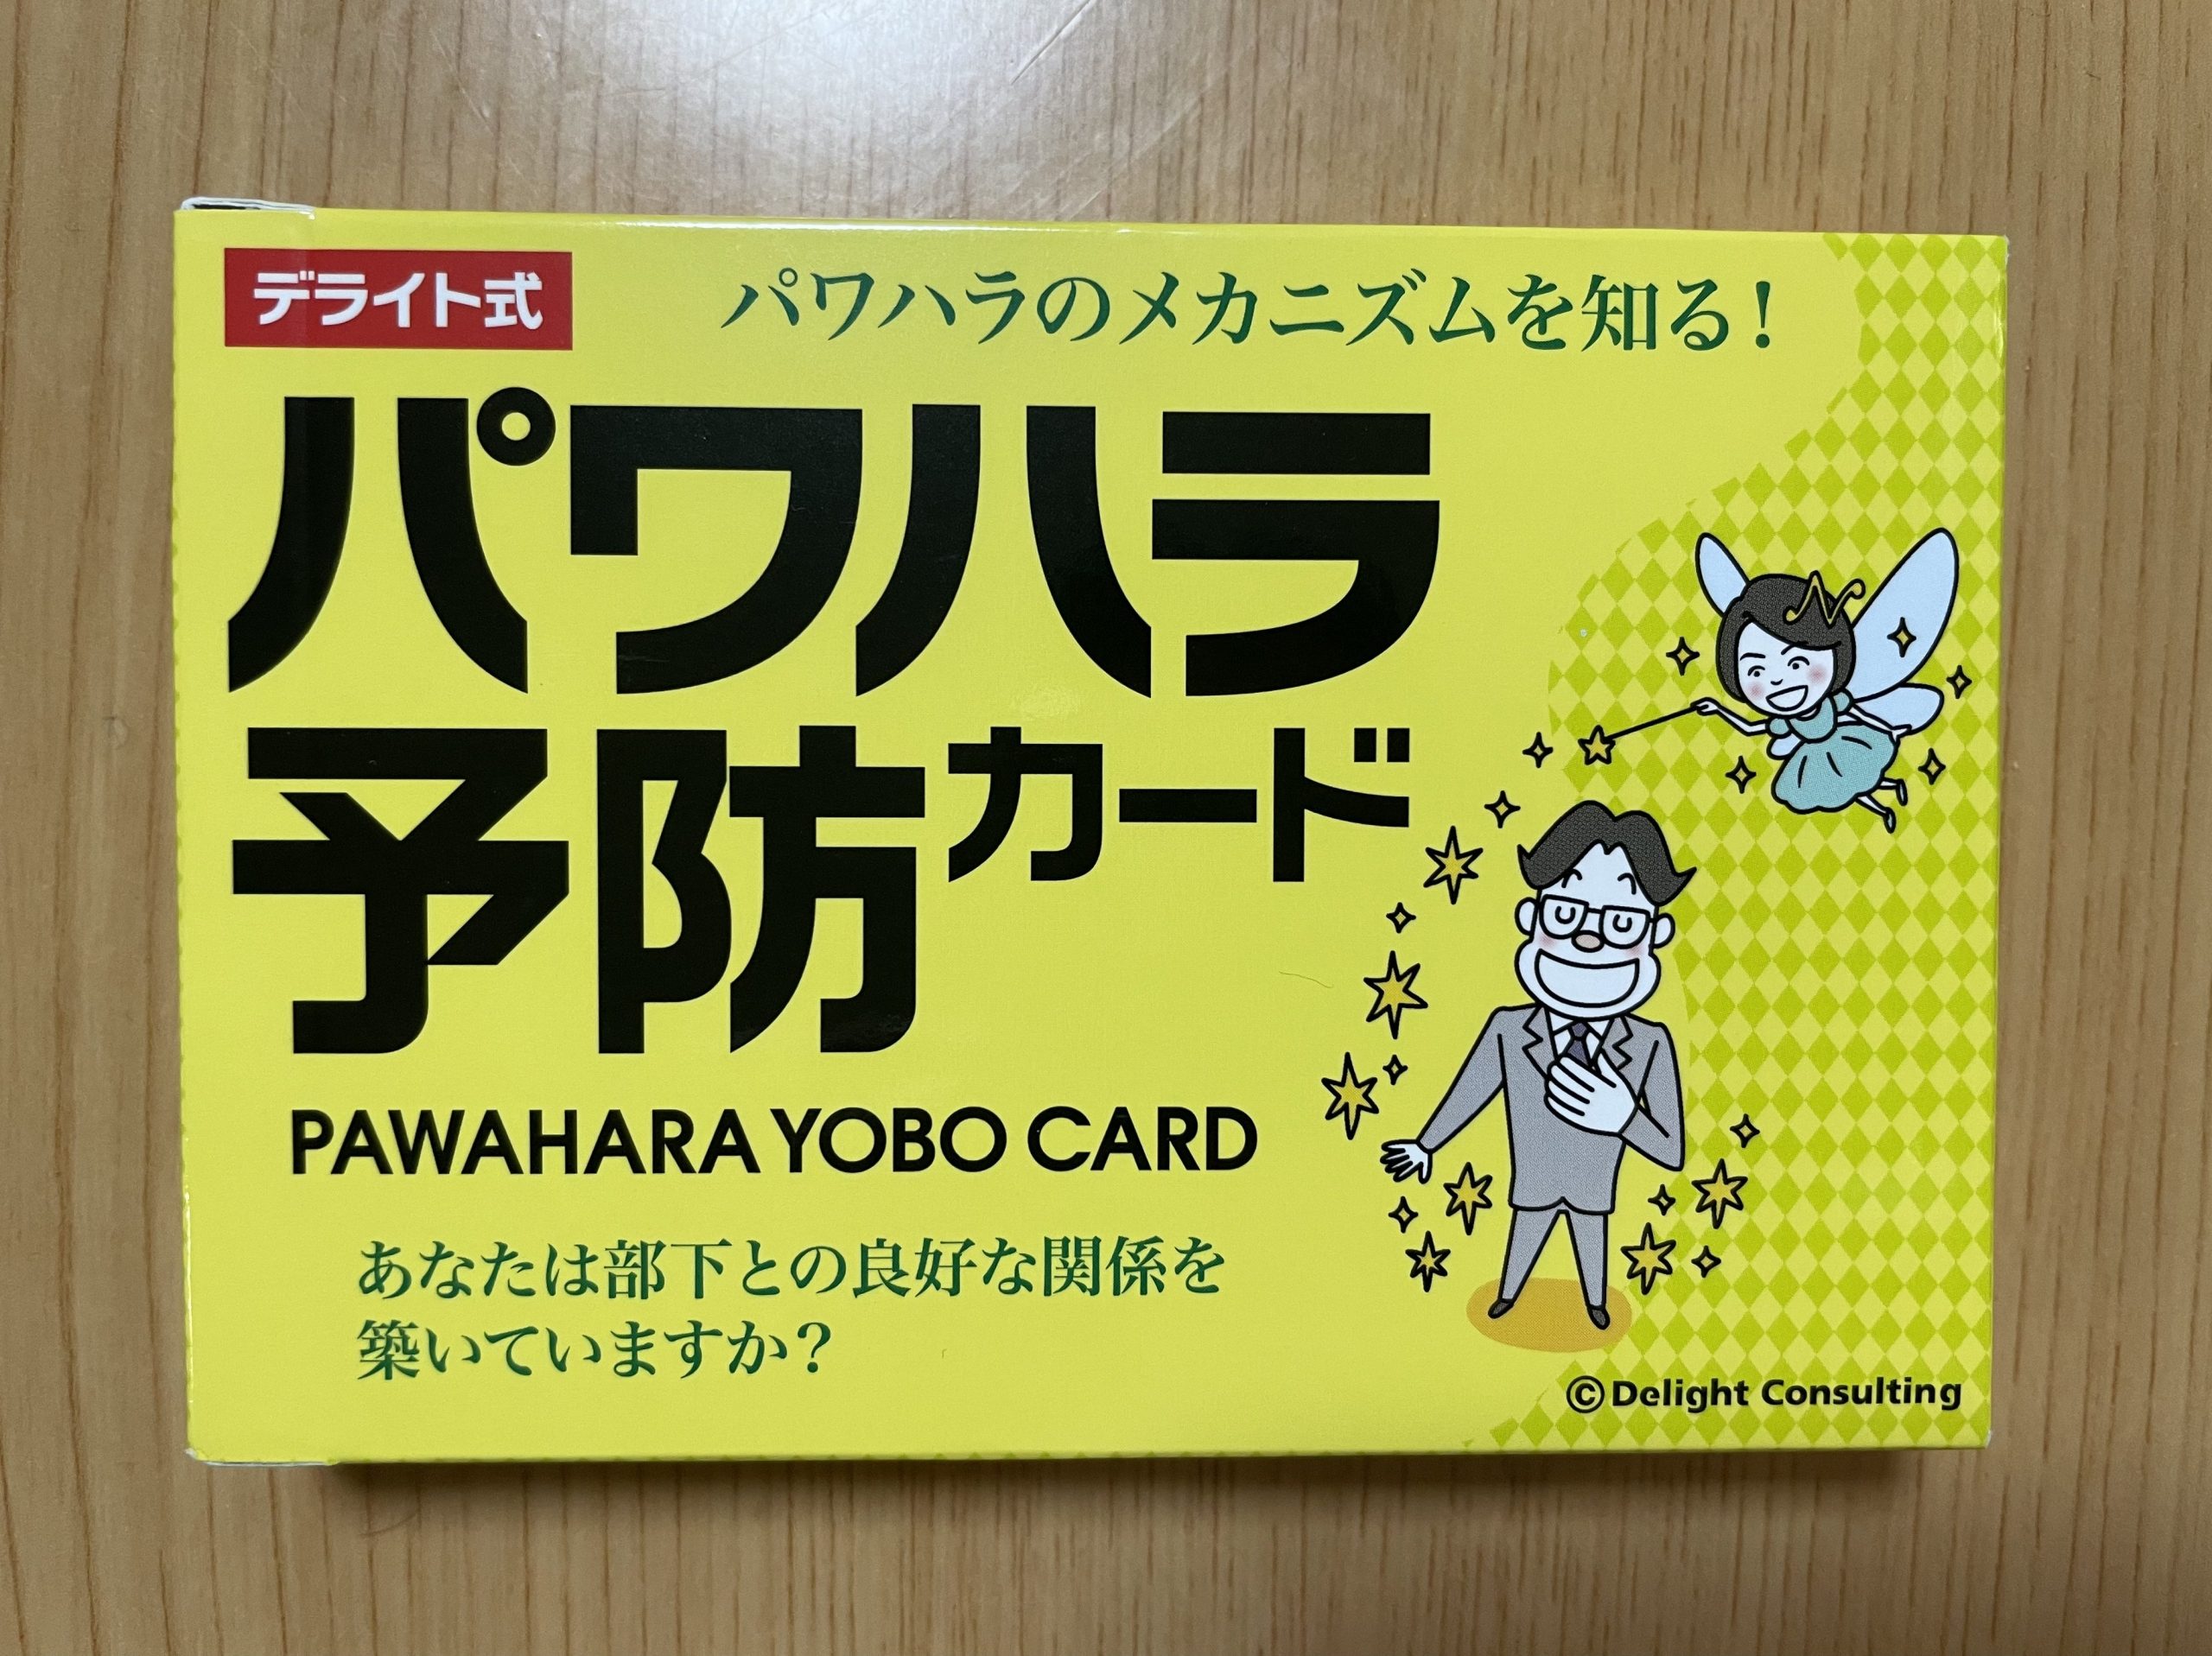 デライト式
パワハラのメカニズムを知る!
パワハラ
予防カード
PAWAHARA YOBO CARD
あなたは部下との良好な関係を
築いていますか?
©Delight Consulting